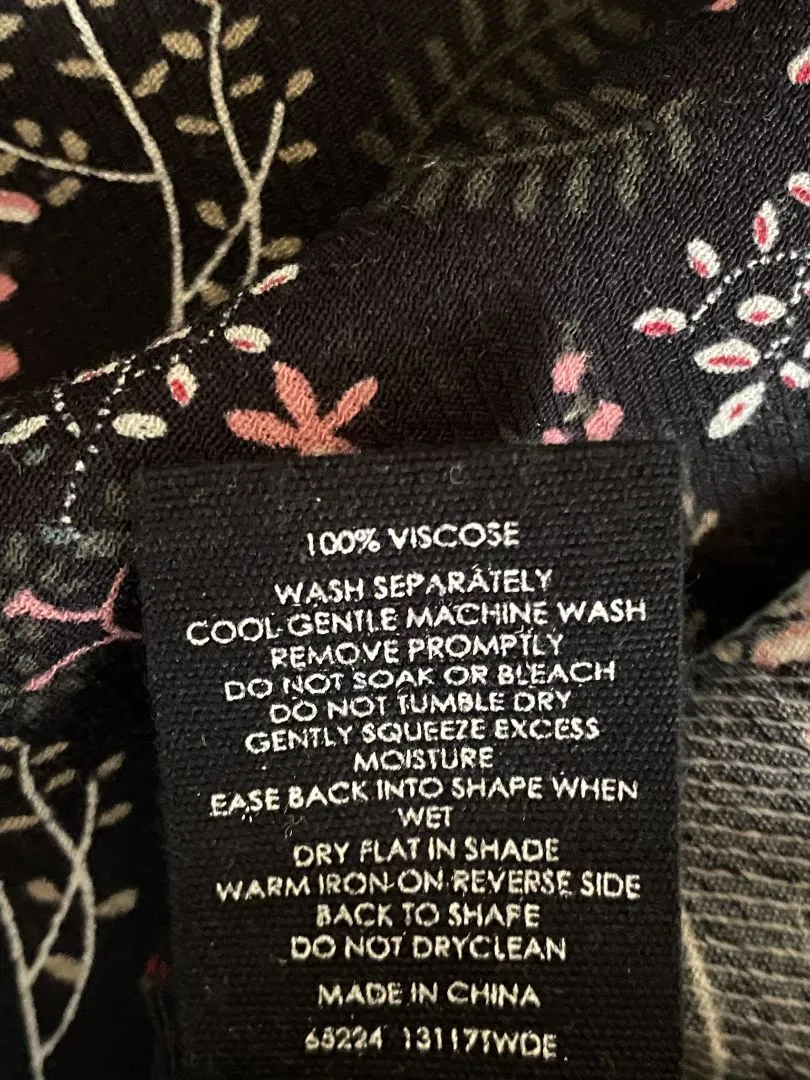 100% VISCOSE
WASH SEPARATELY
COOL GENTLE MACHINE WASH
REMOVE PROMPTLY
DO NOT SOAK OR BLEACH
DO NOT TUMBLE DRY
GENTLY SQUEEZE EXCESS
MOISTURE
EASE BACK INTO SHAPE WHEN
WET
DRY FLAT IN SHADE
WARM IRON ON REVERSE SIDE
BACK TO SHAPE
DO NOT DRYCLEAN
MADE IN CHINA
65224 13117TWDE